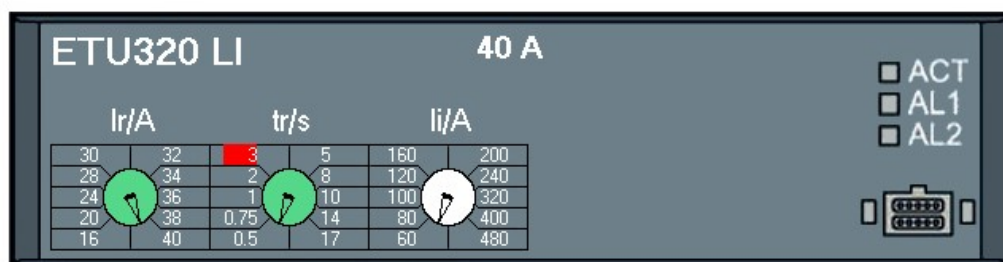 ETU320 LI
40 A
ACT
AL1
AL2
Ir/A
tr/s
Ii/A
30 32 3 5 160 200
28 34 2 8 120 240
24 36 1 10 100 320
20 38 0.75 14 80 400
16 40 0.5 17 60 480